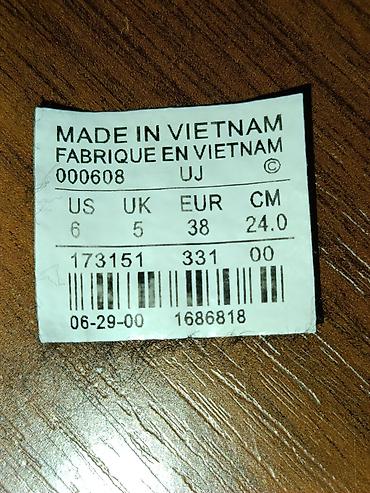 MADE IN VIETNAM
FABRIQUE EN VIETNAM
000608 UJ ©
US UK EUR CM
6 5 38 24.0
173151 331 00
06-29-00 1686818